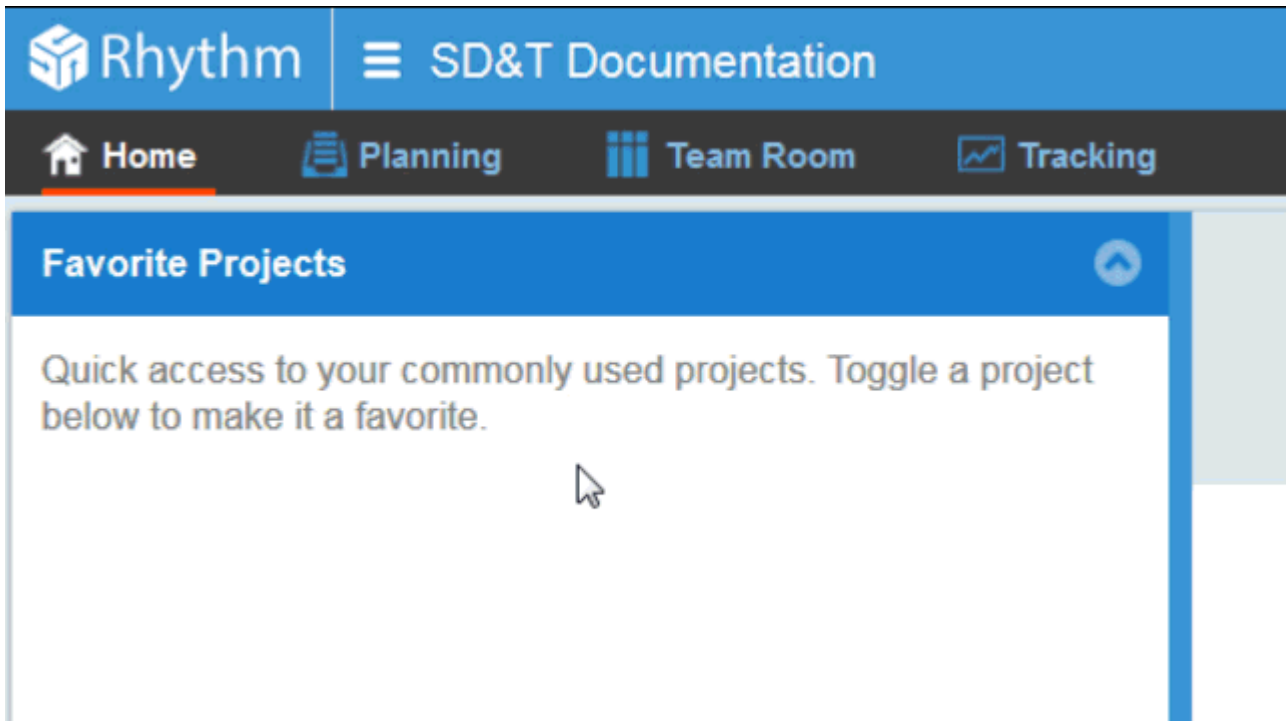 Rhythm
SD&T Documentation
Home
Planning
Team Room
Tracking
Favorite Projects
Quick access to your commonly used projects. Toggle a project
below to make it a favorite.